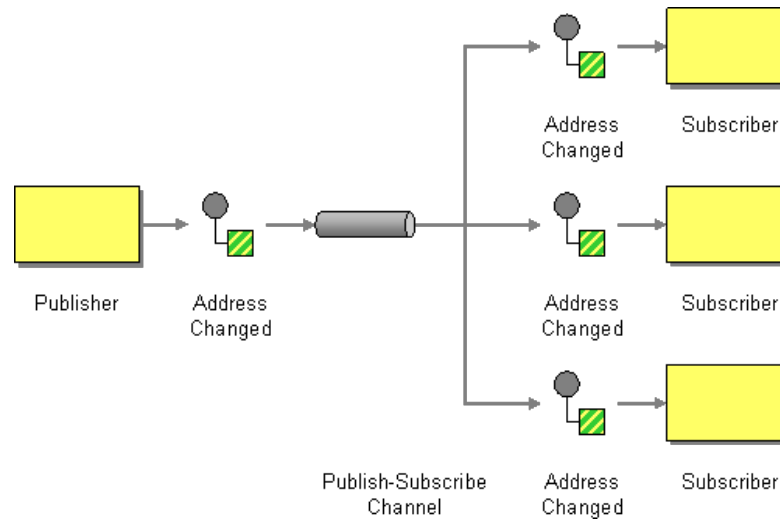 Address
Changed
Subscriber
Address
Changed
Subscriber
Publisher
Address
Changed
Publish-Subscribe
Channel
Address
Changed
Subscriber